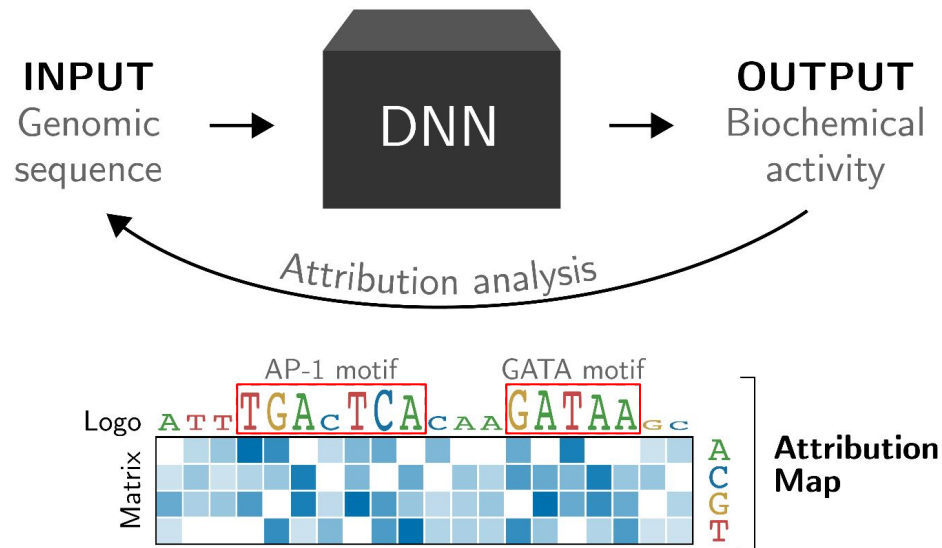 INPUT
Genomic
sequence
DNN
OUTPUT
Biochemical
activity
Attribution analysis
AP-1 motif
GATA motif
Logo
ATTTGACTCACAAGATAAGC
Matrix
A
C
G
T
Attribution
Map